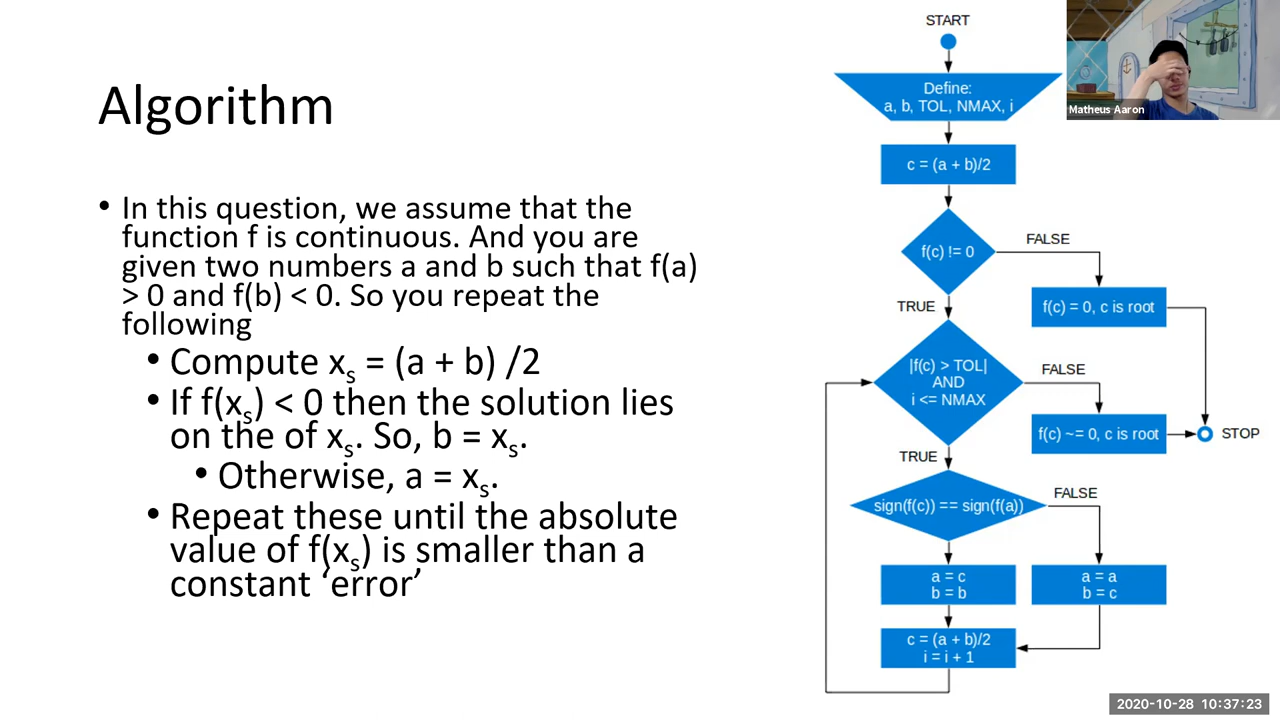 Algorithm
• In this question, we assume that the
function f is continuous. And you are
given two numbers a and b such that f(a)
> 0 and f(b) < 0. So you repeat the
following
• Compute xₛ = (a + b) /2
• If f(xₛ) < 0 then the solution lies
on the of xₛ. So, b = xₛ.
• Otherwise, a = xₛ.
• Repeat these until the absolute
value of f(xₛ) is smaller than a
constant ‘error’
START
Define:
a, b, TOL, NMAX, i
c = (a + b)/2
f(c) != 0
FALSE
TRUE
f(c) = 0, c is root
|f(c) > TOL|
AND
i <= NMAX
FALSE
f(c) ~= 0, c is root
STOP
TRUE
sign(f(c)) == sign(f(a))
FALSE
a = c
b = b
a = a
b = c
c = (a + b)/2
i = i + 1
Matheus Aaron
2020-10-28 10:37:23